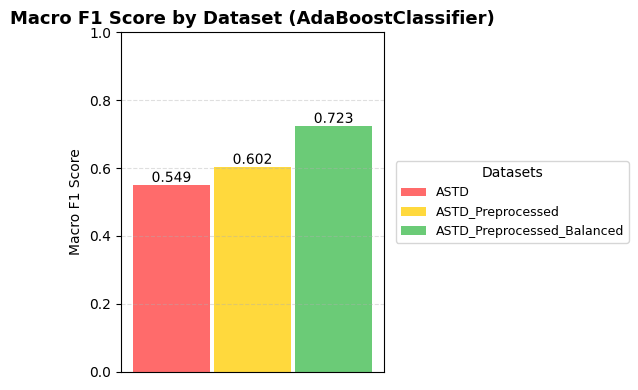 Macro F1 Score by Dataset (AdaBoostClassifier)
1.0
0.8
0.6
0.4
0.2
0.0
Macro F1 Score
0.549
0.602
0.723
Datasets
ASTD
ASTD_Preprocessed
ASTD_Preprocessed_Balanced